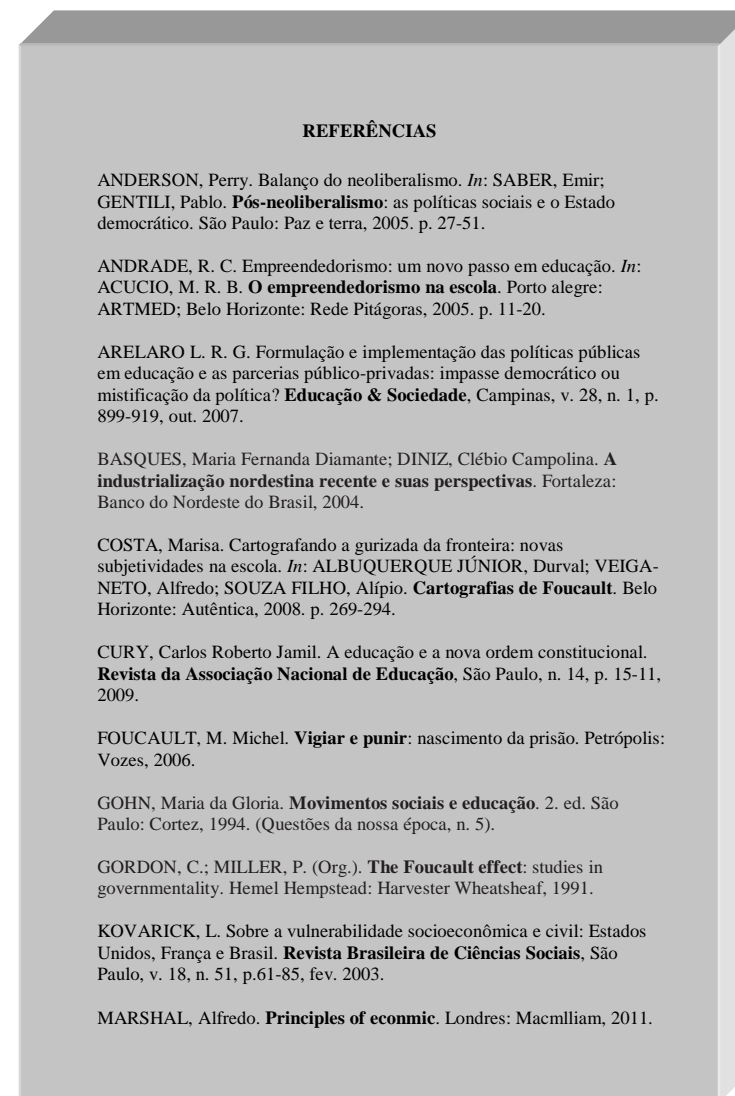 REFERÊNCIAS
ANDERSON, Perry. Balanço do neoliberalismo. In: SABER, Emir;
GENTILI, Pablo. Pós-neoliberalismo: as políticas sociais e o Estado
democrático. São Paulo: Paz e terra, 2005. p. 27-51.
ANDRADE, R. C. Empreendedorismo: um novo passo em educação. In:
ACUCIO, M. R. B. O empreendedorismo na escola. Porto alegre:
ARTMED; Belo Horizonte: Rede Pitágoras, 2005. p. 11-20.
ARELARO L. R. G. Formulação e implementação das políticas públicas
em educação e as parcerias público-privadas: impasse democrático ou
mistificação da política? Educação & Sociedade, Campinas, v. 28, n. 1, p.
899-919, out. 2007.
BASQUES, Maria Fernanda Diamante; DINIZ, Clébio Campolina. A
industrialização nordestina recente e suas perspectivas. Fortaleza:
Banco do Nordeste do Brasil, 2004.
COSTA, Marisa. Cartografando a gurizada da fronteira: novas
subjetividades na escola. In: ALBUQUERQUE JÚNIOR, Durval; VEIGA-
NETO, Alfredo; SOUZA FILHO, Alípio. Cartografias de Foucault. Belo
Horizonte: Autêntica, 2008. p. 269-294.
CURY, Carlos Roberto Jamil. A educação e a nova ordem constitucional.
Revista da Associação Nacional de Educação, São Paulo, n. 14, p. 15-11,
2009.
FOUCAULT, M. Michel. Vigiar e punir: nascimento da prisão. Petrópolis:
Vozes, 2006.
GOHN, Maria da Gloria. Movimentos sociais e educação. 2. ed. São
Paulo: Cortez, 1994. (Questões da nossa época, n. 5).
GORDON, C.; MILLER, P. (Org.). The Foucault effect: studies in
governmentality. Hemel Hempstead: Harvester Wheatsheaf, 1991.
KOVARICK, L. Sobre a vulnerabilidade socioeconômica e civil: Estados
Unidos, França e Brasil. Revista Brasileira de Ciências Sociais, São
Paulo, v. 18, n. 51, p.61-85, fev. 2003.
MARSHAL, Alfredo. Principles of econmic. Londres: Macmlliam, 2011.